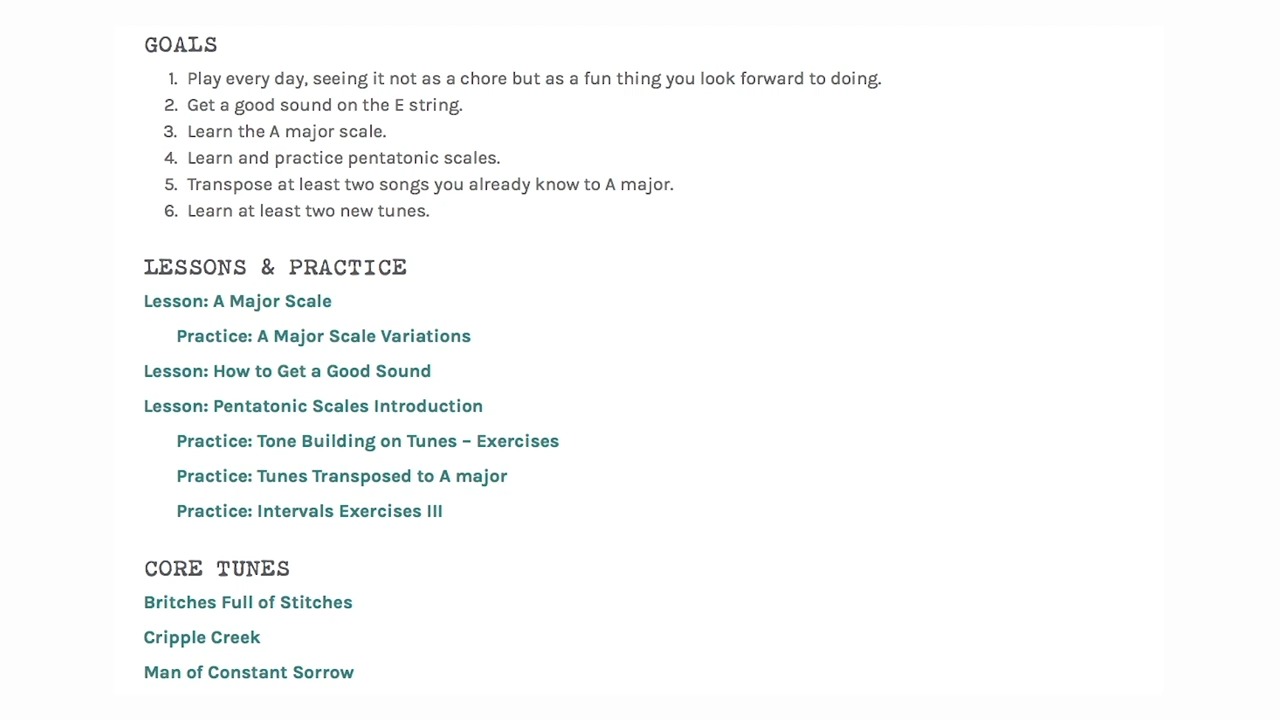 GOALS
1. Play every day, seeing it not as a chore but as a fun thing you look forward to doing.
2. Get a good sound on the E string.
3. Learn the A major scale.
4. Learn and practice pentatonic scales.
5. Transpose at least two songs you already know to A major.
6. Learn at least two new tunes.
LESSONS & PRACTICE
Lesson: A Major Scale
Practice: A Major Scale Variations
Lesson: How to Get a Good Sound
Lesson: Pentatonic Scales Introduction
Practice: Tone Building on Tunes – Exercises
Practice: Tunes Transposed to A major
Practice: Intervals Exercises III
CORE TUNES
Britches Full of Stitches
Cripple Creek
Man of Constant Sorrow